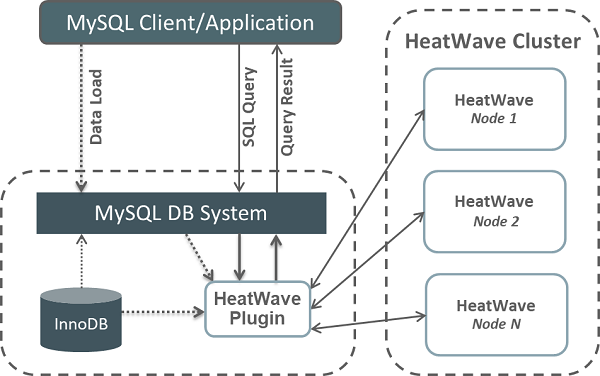 MySQL Client/Application
Data Load
SQL Query
Query Result
MySQL DB System
InnoDB
HeatWave
Plugin
HeatWave Cluster
HeatWave
Node 1
HeatWave
Node 2
HeatWave
Node N